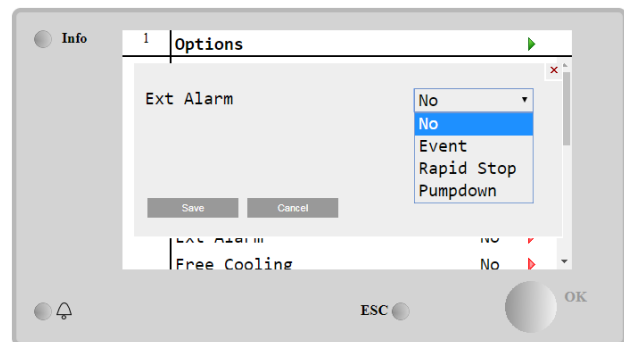 Info
1 Options
×
Ext Alarm No
No
Event
Rapid Stop
Pumpdown
Save Cancel
Ext Alarm No
Free Cooling No
ESC
OK